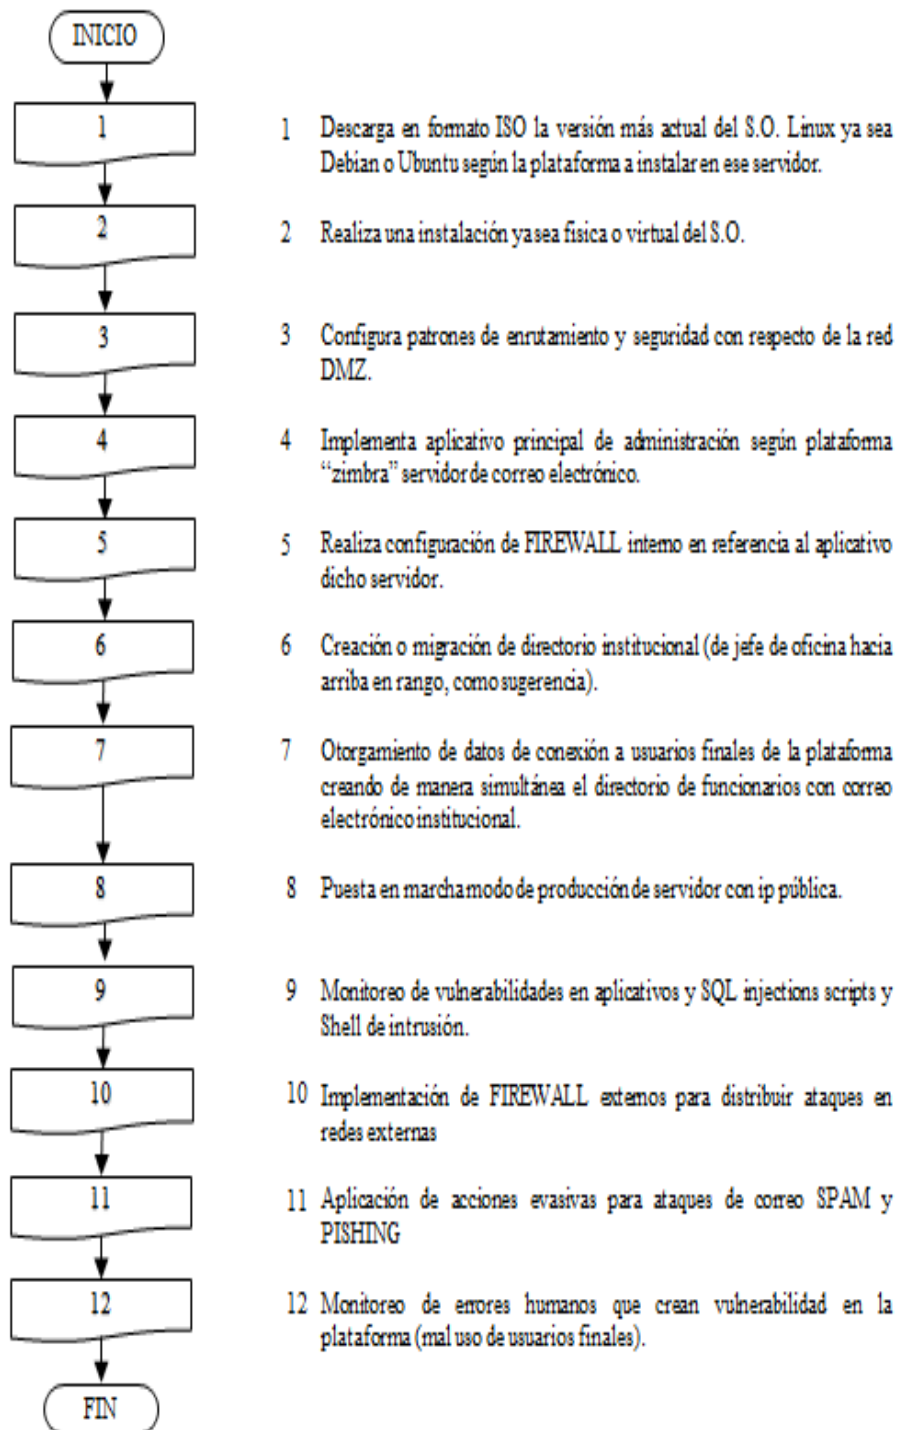 INICIO
1
1 Descarga en formato ISO la versión más actual del S.O. Linux ya sea
Debian o Ubuntu según la plataforma a instalar en ese servidor.
2
2 Realiza una instalación ya sea fisica o virtual del S.O.
3
3 Configura patrones de enrutamiento y seguridad con respecto de la red
DMZ.
4
4 Implementa aplicativo principal de administración según plataforma
“zimbra” servidor de correo electrónico.
5
5 Realiza configuración de FIREWALL interno en referencia al aplicativo
dicho servidor.
6
6 Creación o migración de directorio institucional (de jefe de oficina hacia
arriba en rango, como sugerencia).
7
7 Otorgamiento de datos de conexión a usuarios finales de la plataforma
creando de manera simultánea el directorio de funcionarios con correo
electrónico institucional.
8
8 Puesta en marcha modo de producción de servidor con ip pública.
9
9 Monitoreo de vulnerabilidades en aplicativos y SQL injections scripts y
Shell de intrusión.
10
10 Implementación de FIREWALL externos para distribuir ataques en
redes externas
11
11 Aplicación de acciones evasivas para ataques de correo SPAM y
PISHING
12
12 Monitoreo de errores humanos que crean vulnerabilidad en la
plataforma (mal uso de usuarios finales).
FIN